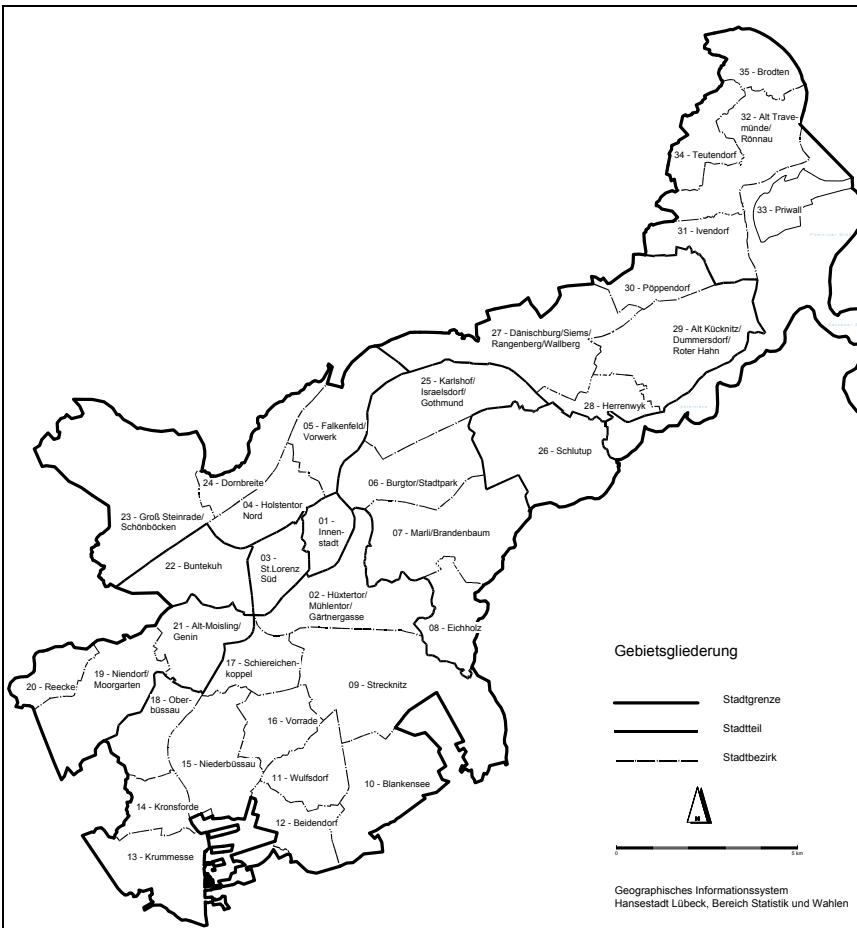 35 - Brodten
32 - Alt Trave-
münde/
Rönnau
34 - Teutendorf
33 - Priwall
31 - Ivendorf
30 - Pöppendorf
27 - Dänischburg/Siems/
Rangenberg/Wallberg
29 - Alt Kücknitz/
Dummersdorf/
Roter Hahn
25 - Karlshof/
Israelsdorf/
Gothmund
28 - Herrenwyk
05 - Falkenfeld/
Vorwerk
26 - Schlutup
24 - Dornbreite
06 - Burgtor/Stadtpark
04 - Holstentor
Nord
23 - Groß Steinrade/
Schönböcken
01 -
Innen-
stadt
07 - Marli/Brandenbaum
03 -
St.Lorenz
Süd
22 - Buntekuh
02 - Hüxtertor/
Mühlentor/
Gärtnergasse
21 - Alt-Moisling/
Genin
08 - Eichholz
17 - Schiereichen-
koppel
19 - Niendorf/
Moorgarten
20 - Reecke
09 - Strecknitz
18 - Ober-
büssau
16 - Vorrade
15 - Niederbüssau
11 - Wulfsdorf
10 - Blankensee
14 - Kronsforde
12 - Beidendorf
13 - Krummesse
Gebietsgliederung
Stadtgrenze
Stadtteil
Stadtbezirk
N
0 5 km
Geographisches Informationssystem
Hansestadt Lübeck, Bereich Statistik und Wahlen